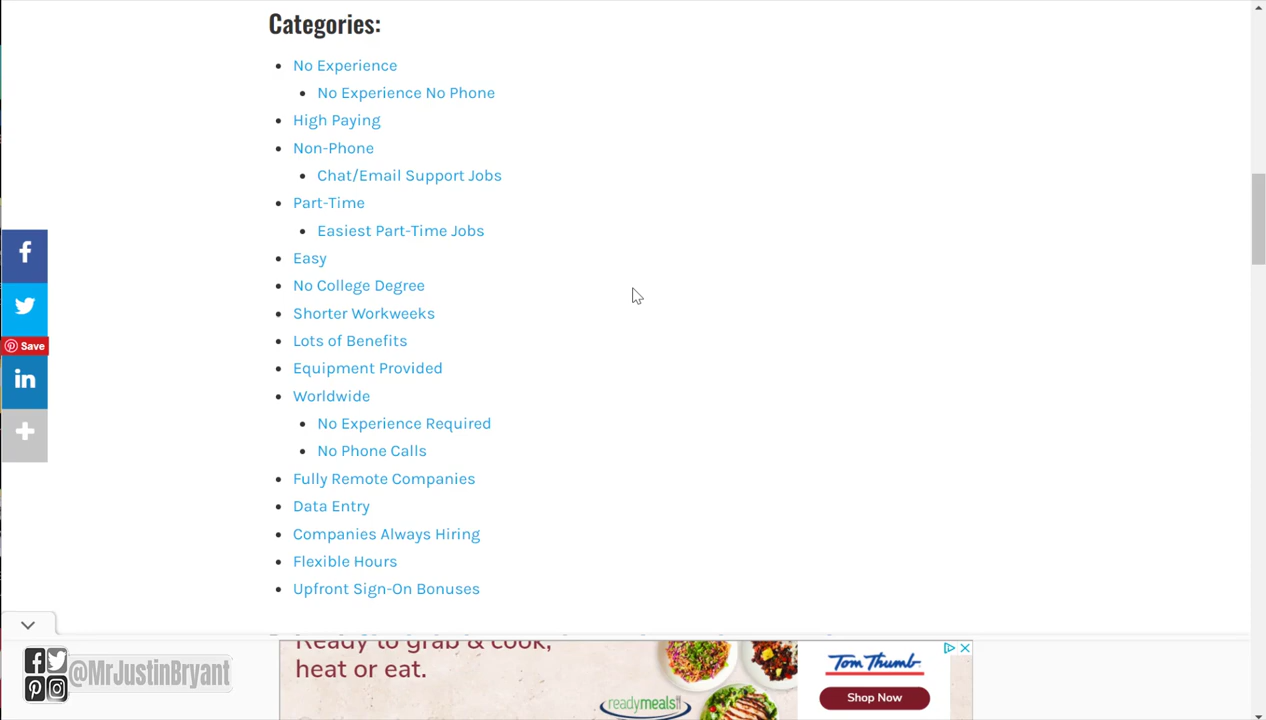 Categories:
No Experience
No Experience No Phone
High Paying
Non-Phone
Chat/Email Support Jobs
Part-Time
Easiest Part-Time Jobs
Easy
No College Degree
Shorter Workweeks
Save
Lots of Benefits
Equipment Provided
Worldwide
No Experience Required
No Phone Calls
Fully Remote Companies
Data Entry
Companies Always Hiring
Flexible Hours
Upfront Sign-On Bonuses
@MrJustinBryant
Ready to grab & cook,
heat or eat.
readymeals
Tom Thumb
Shop Now